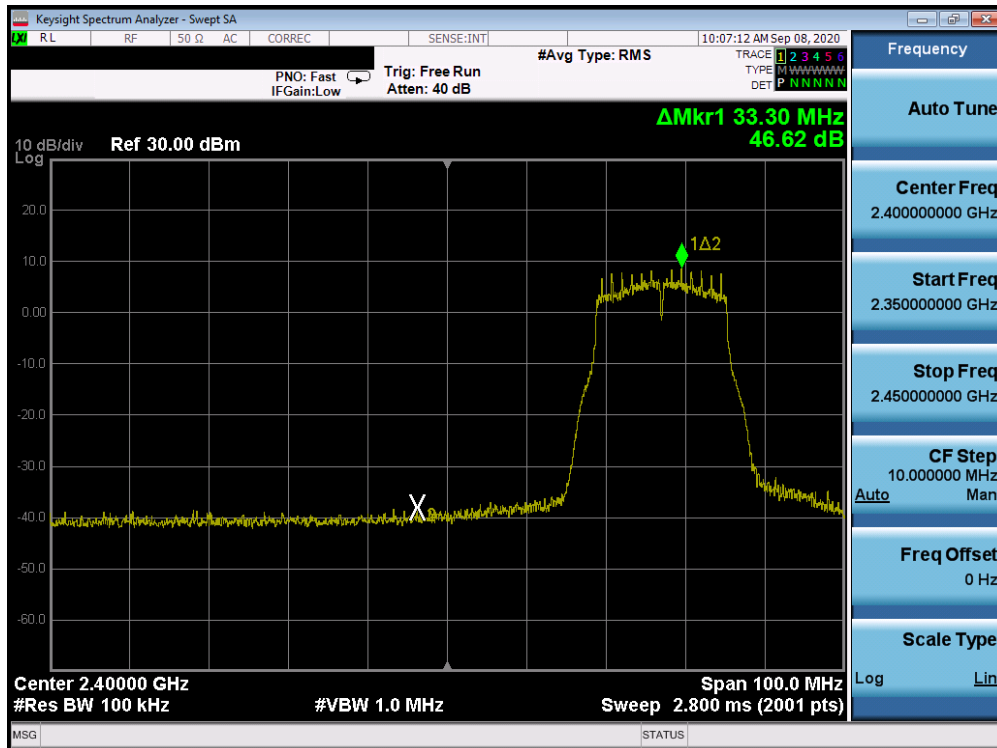 Keysight Spectrum Analyzer - Swept SA
LXI RL RF 50 Ω AC CORREC SENSE:INT 10:07:12 AM Sep 08, 2020
Frequency
PNO: Fast
IFGain:Low
Trig: Free Run
Atten: 40 dB
#Avg Type: RMS
TRACE 1 2 3 4 5 6
TYPE M WWWWW
DET P N N N N N
ΔMkr1 33.30 MHz
46.62 dB
10 dB/div Ref 30.00 dBm
Log
20.0
10.0
0.00
-10.0
-20.0
-30.0
-40.0
-50.0
-60.0
1Δ2
Center 2.40000 GHz Span 100.0 MHz
#Res BW 100 kHz #VBW 1.0 MHz Sweep 2.800 ms (2001 pts)
MSG STATUS
Auto Tune
Center Freq
2.400000000 GHz
Start Freq
2.350000000 GHz
Stop Freq
2.450000000 GHz
CF Step
10.000000 MHz
Auto Man
Freq Offset
0 Hz
Scale Type
Log Lin